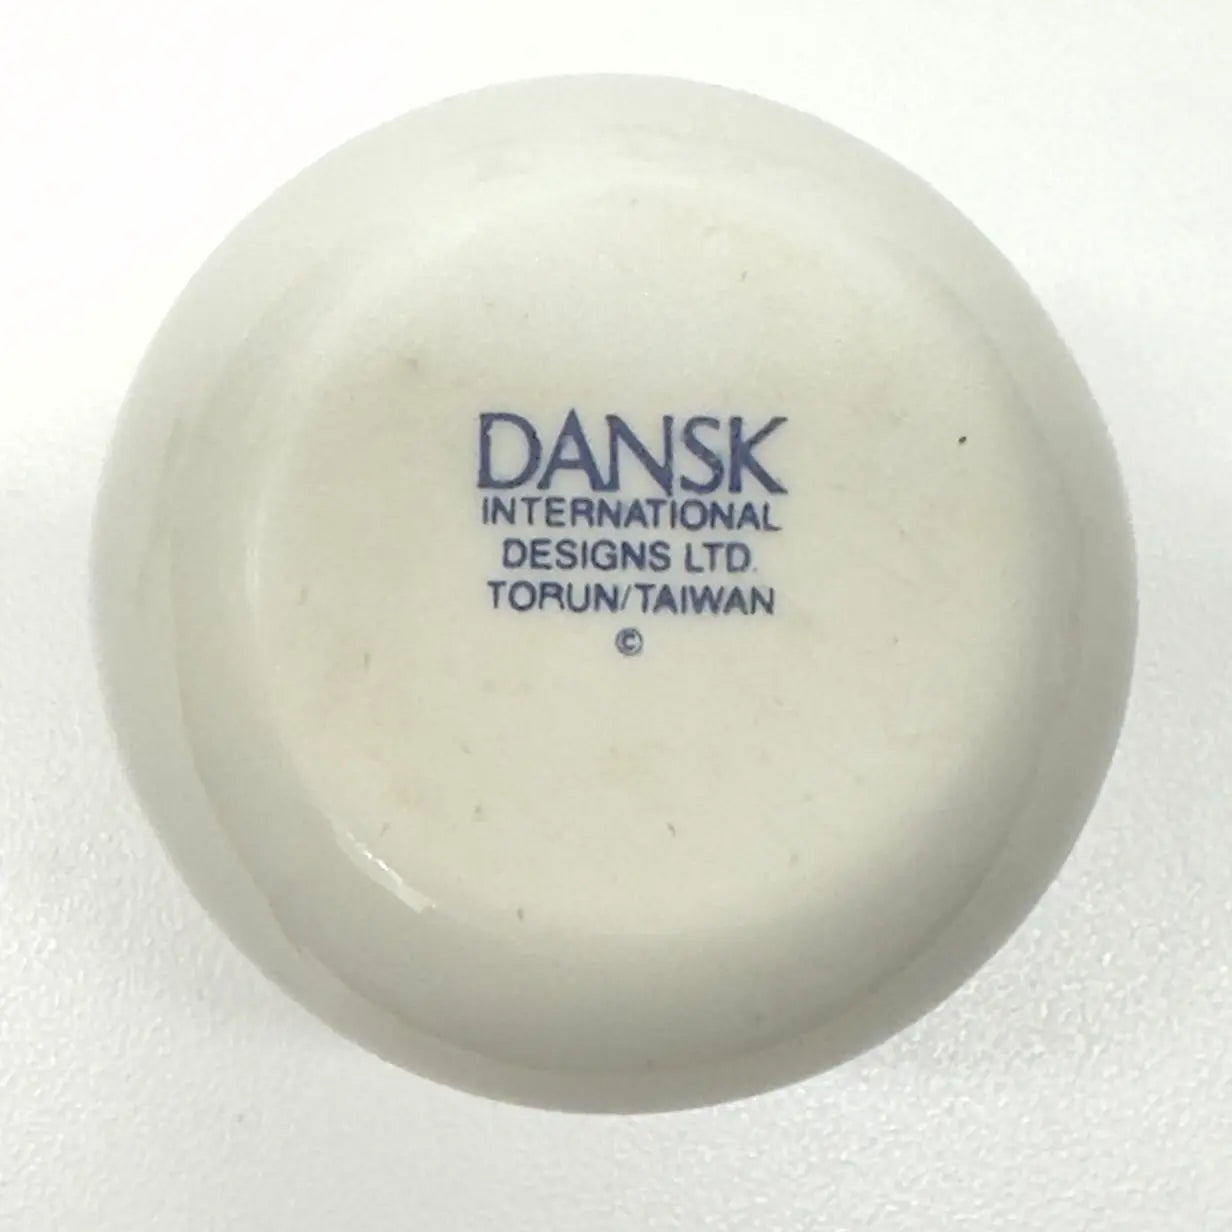 DANSK
INTERNATIONAL
DESIGNS LTD.
TORUN/TAIWAN
©